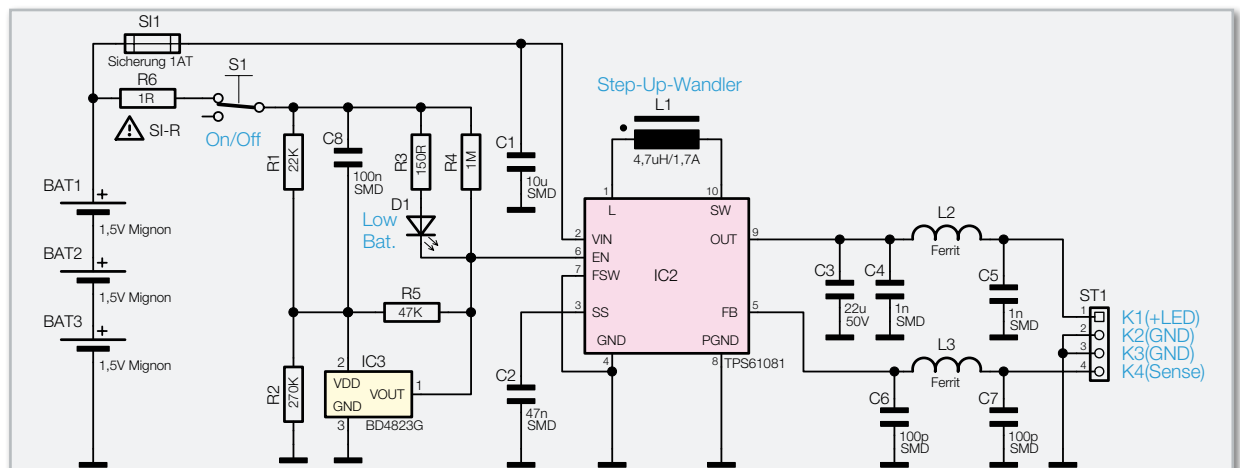 SI1
Sicherung 1AT
R6
1R
SI-R
S1
On/Off
BAT1
+
1,5V Mignon
BAT2
+
1,5V Mignon
BAT3
+
1,5V Mignon
R1
22K
C8
100n
SMD
R3
150R
R4
1M
D1
Low
Bat.
R5
47K
R2
270K
IC3
2
VDD
GND
VOUT
1
3
BD4823G
C1
10u
SMD
C2
47n
SMD
Step-Up-Wandler
L1
4,7uH/1,7A
1
10
L
SW
2
VIN
6
EN
7
FSW
3
SS
GND
4
IC2
OUT
9
FB
5
PGND
8
TPS61081
C3
22u
50V
C4
1n
SMD
L2
Ferrit
C5
1n
SMD
L3
Ferrit
C6
100p
SMD
C7
100p
SMD
ST1
1
K1(+LED)
2
K2(GND)
3
K3(GND)
4
K4(Sense)